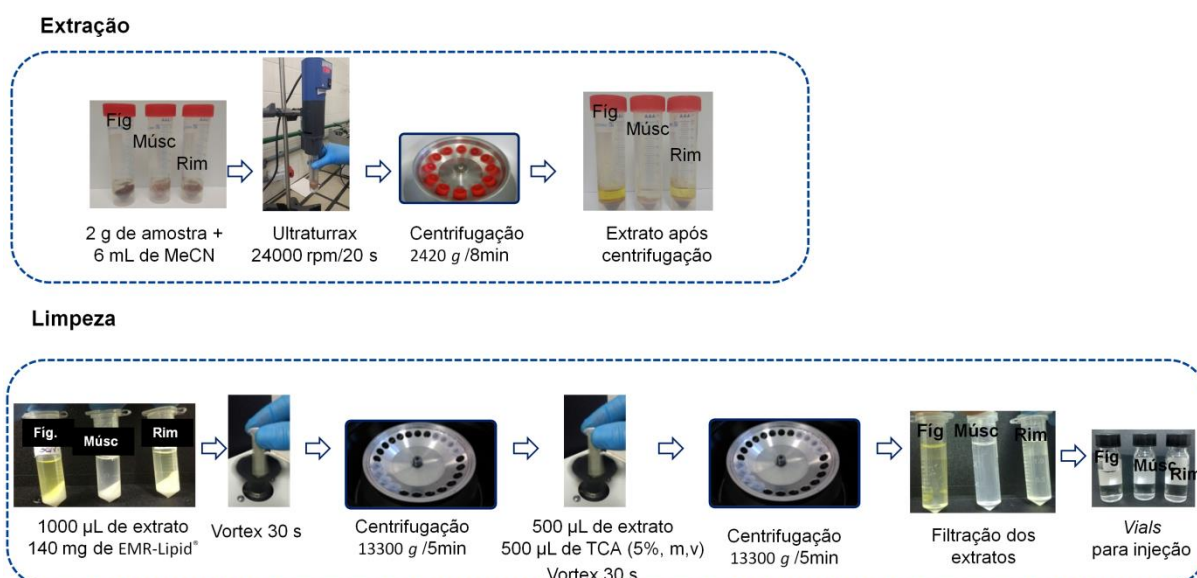 Extração
Fíg
Músc
Rim
Fíg
Músc
Rim
2 g de amostra +
6 mL de MeCN
Ultraturrax
24000 rpm/20 s
Centrifugação
2420 g /8min
Extrato após
centrifugação
Limpeza
Fíg.
Músc
Rim
Fíg
Músc
Rim
Fíg
Músc
Rim
1000 µL de extrato
140 mg de EMR-Lipid®
Vortex 30 s
Centrifugação
13300 g /5min
500 µL de extrato
500 µL de TCA (5%, m,v)
Vortex 30 s
Centrifugação
13300 g /5min
Filtração dos
extratos
Vials
para injeção